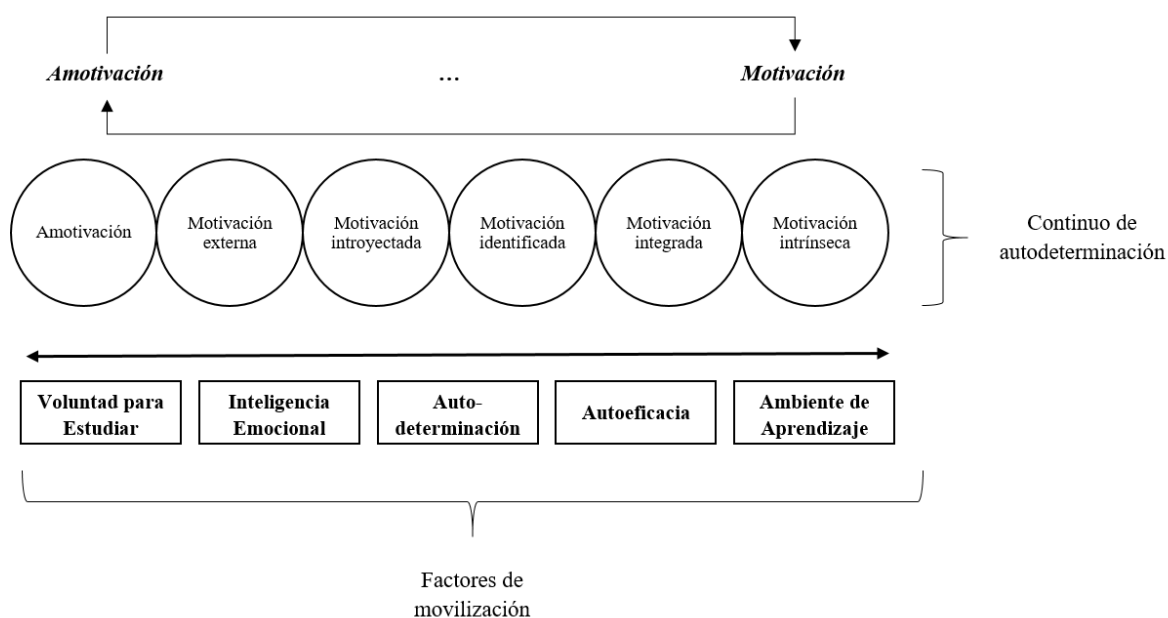 Amotivación
...
Motivación
Amotivación
Motivación
externa
Motivación
introyectada
Motivación
identificada
Motivación
integrada
Motivación
intrínseca
Continuo de
autodeterminación
Voluntad para
Estudiar
Inteligencia
Emocional
Auto-
determinación
Autoeficacia
Ambiente de
Aprendizaje
Factores de
movilización